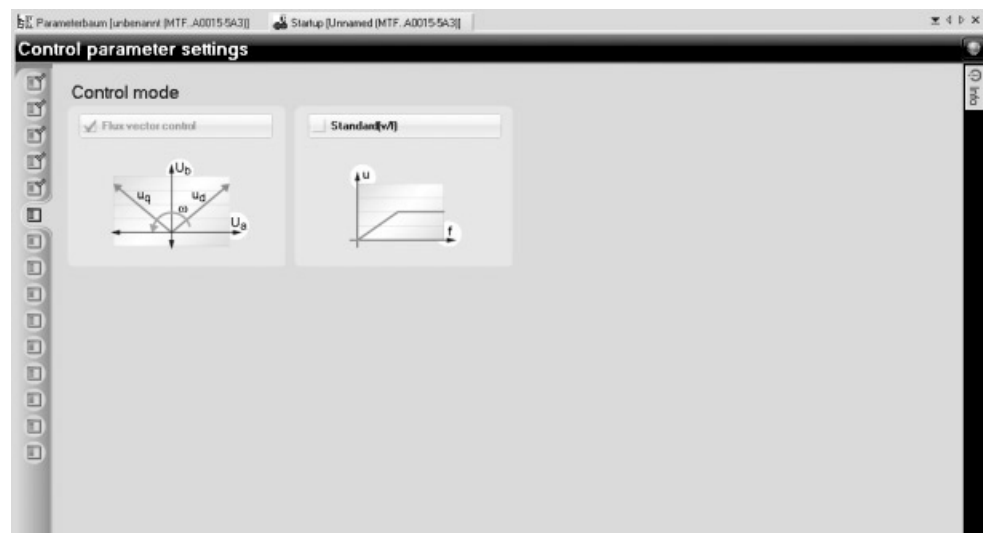 Parameterbaum [unbenannt (MTF..A0015-5A3)]
Startup [Unnamed (MTF..A0015-5A3)]
Control parameter settings
Info
Control mode
Flux vector control
Standard(v/f)
Ub
uq
ud
ω
Ua
u
f